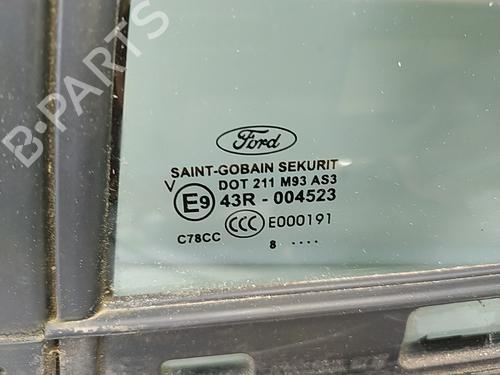 B-PARTS
Ford
SAINT-GOBAIN SEKURIT
V DOT 211 M93 AS3
E9 43R - 004523
CCC E000191
C78CC
8 ....